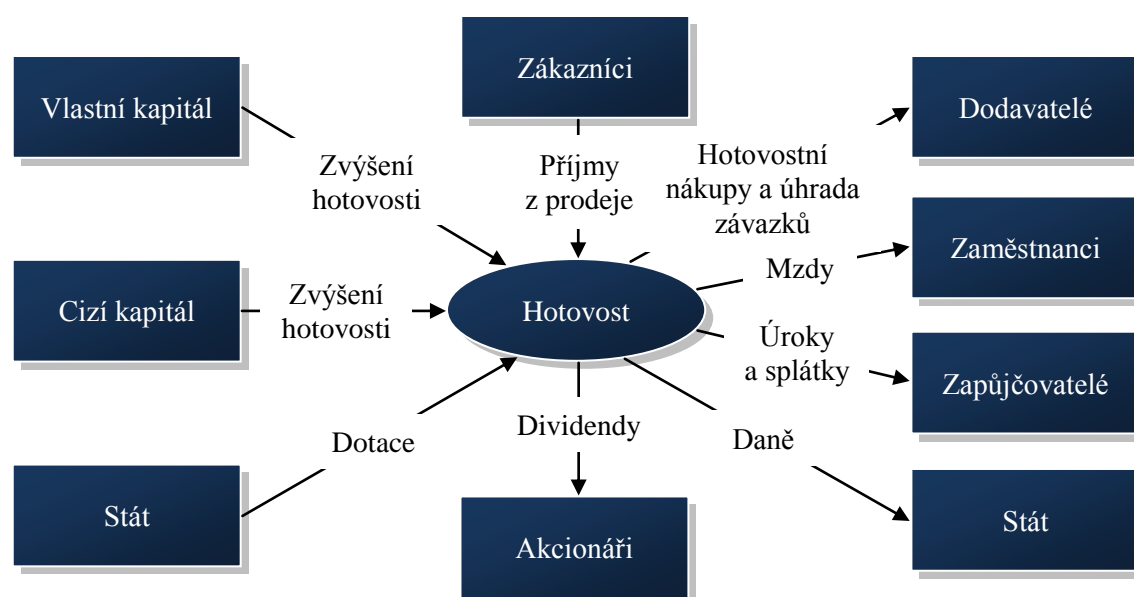 Zákazníci
Vlastní kapitál
Dodavatelé
Zvýšení
hotovosti
Příjmy
z prodeje
Hotovostní
nákupy a úhrada
závazků
Zaměstnanci
Mzdy
Cizí kapitál
Zvýšení
hotovosti
Hotovost
Úroky
a splátky
Zapůjčovatelé
Dotace
Dividendy
Daně
Stát
Akcionáři
Stát